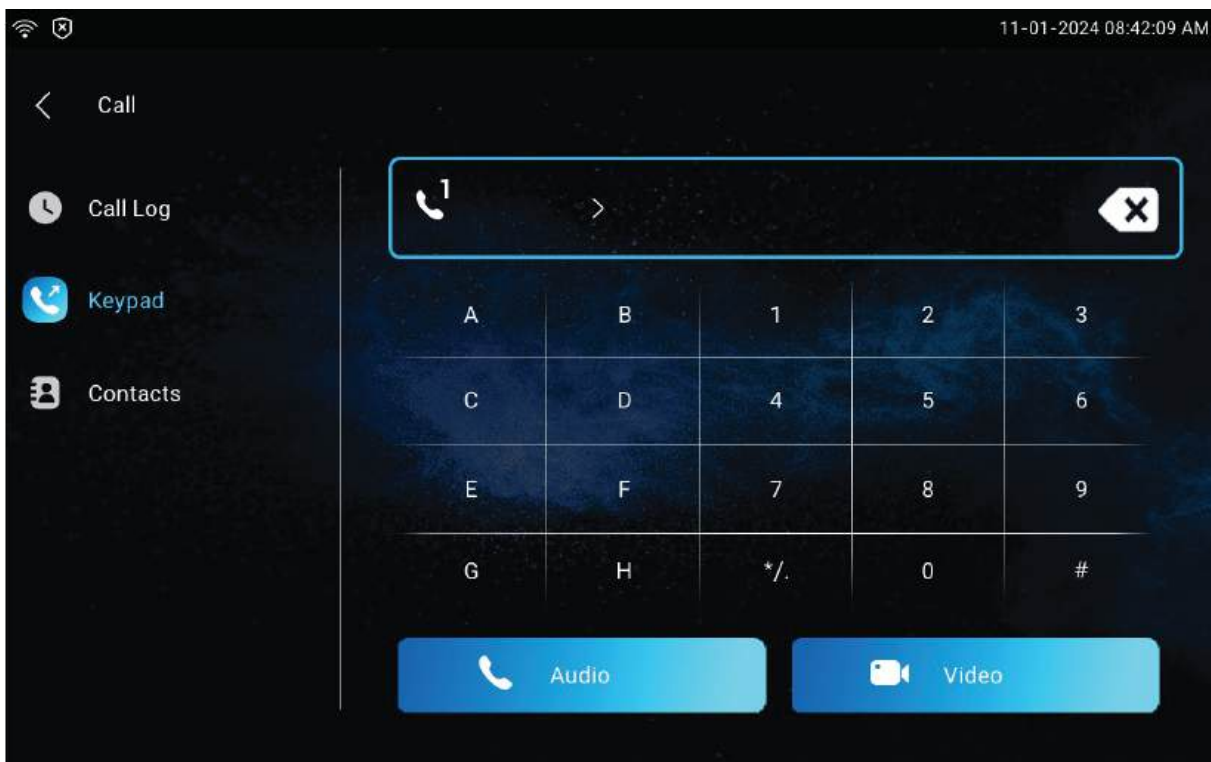 11-01-2024 08:42:09 AM
Call
Call Log
Keypad
Contacts
1
>
A B 1 2 3
C D 4 5 6
E F 7 8 9
G H */. 0 #
Audio Video